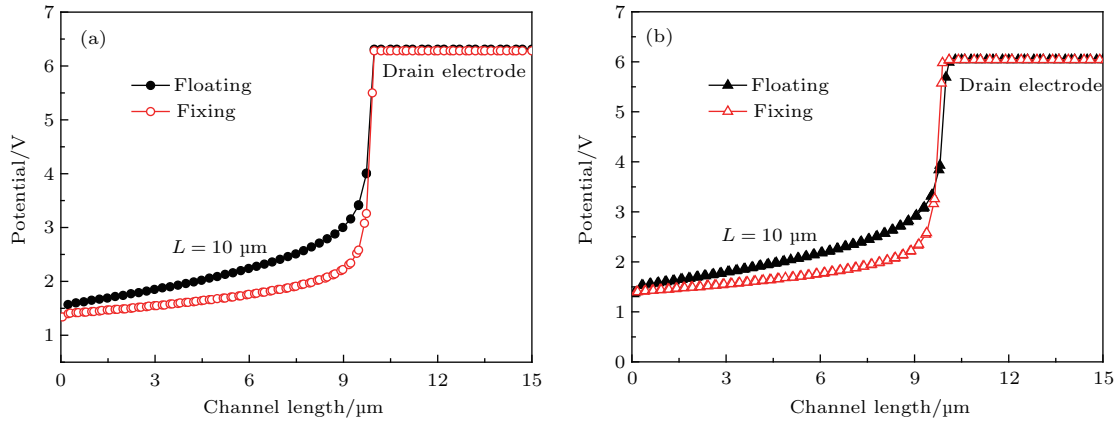 (a)
7
6
5
4
3
2
1
Potential/V
Floating
Fixing
Drain electrode
L = 10 µm
0 3 6 9 12 15
Channel length/µm
(b)
7
6
5
4
3
2
1
0
Potential/V
Floating
Fixing
Drain electrode
L = 10 µm
0 3 6 9 12 15
Channel length/µm